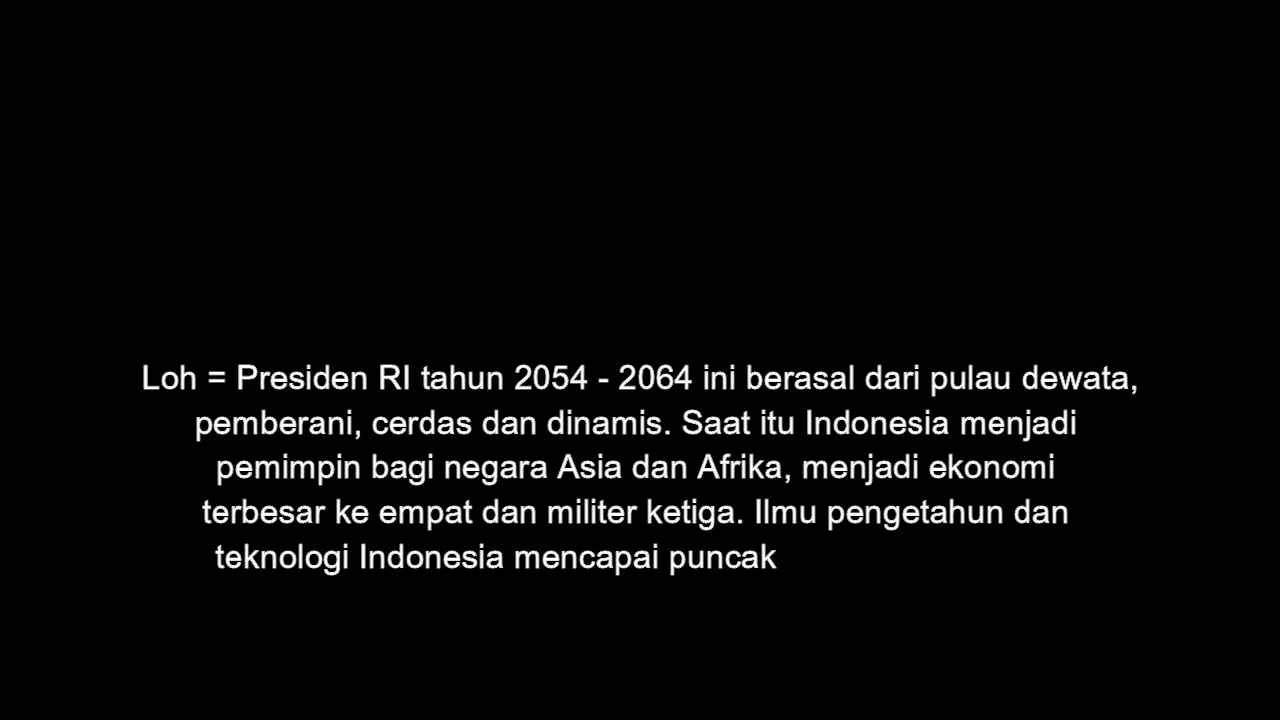 Loh = Presiden RI tahun 2054 - 2064 ini berasal dari pulau dewata,
pemberani, cerdas dan dinamis. Saat itu Indonesia menjadi
pemimpin bagi negara Asia dan Afrika, menjadi ekonomi
terbesar ke empat dan militer ketiga. Ilmu pengetahun dan
teknologi Indonesia mencapai puncak